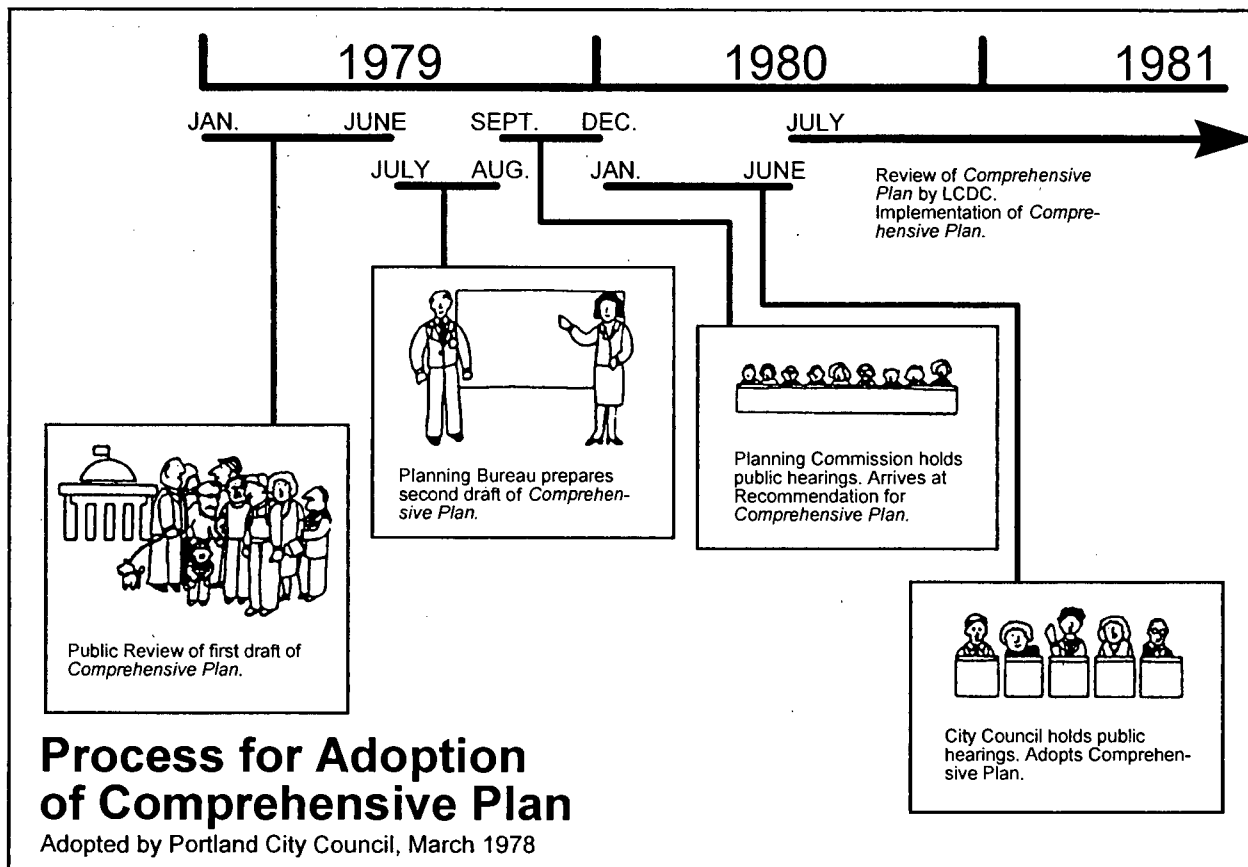 1979 1980 1981
JAN. JUNE SEPT. DEC. JULY
JULY AUG. JAN. JUNE
Review of Comprehensive
Plan by LCDC.
Implementation of Compre-
hensive Plan.
Planning Bureau prepares
second draft of Comprehen-
sive Plan.
Planning Commission holds
public hearings. Arrives at
Recommendation for
Comprehensive Plan.
Public Review of first draft of
Comprehensive Plan.
City Council holds public
hearings. Adopts Comprehen-
sive Plan.
Process for Adoption
of Comprehensive Plan
Adopted by Portland City Council, March 1978